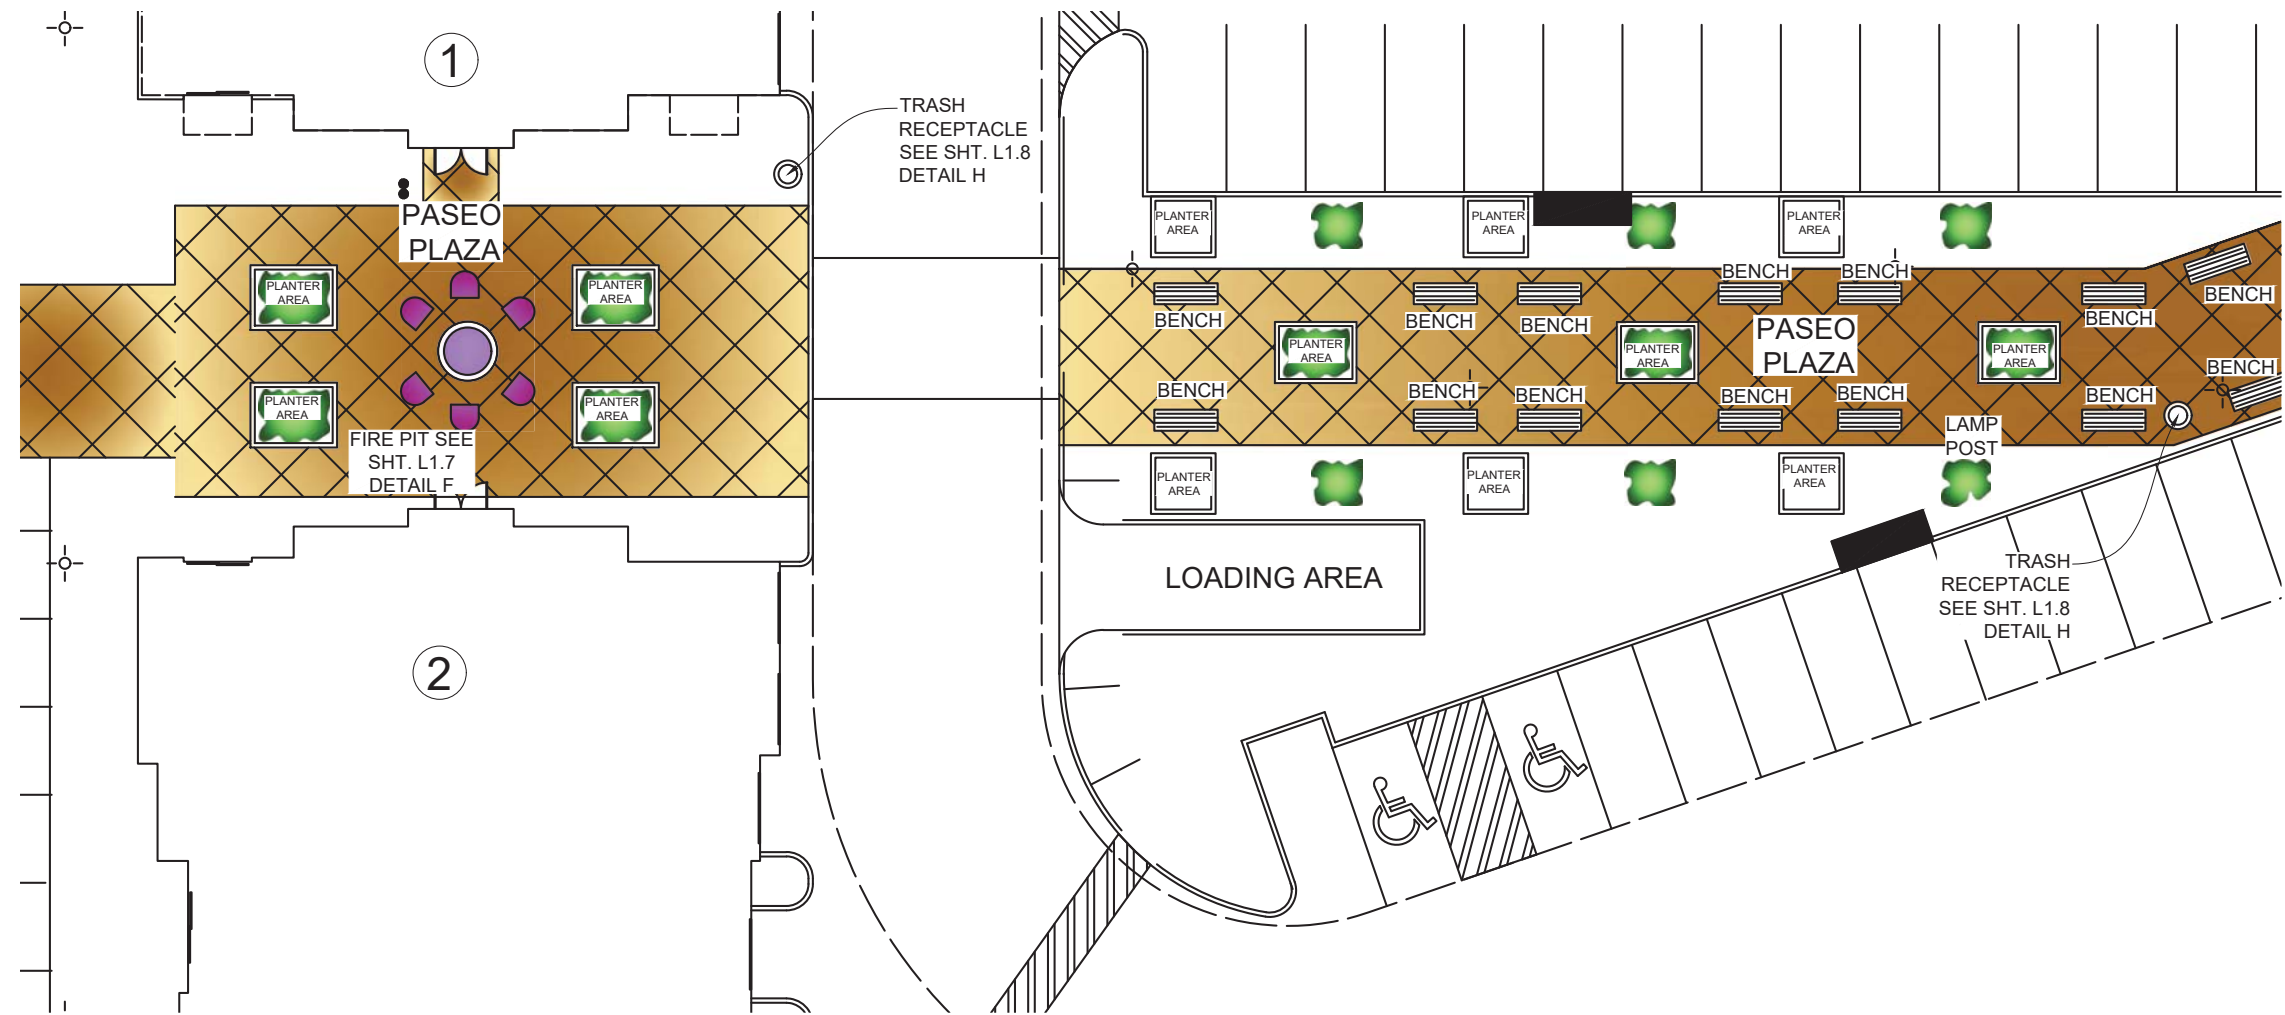 1
TRASH
RECEPTACLE
SEE SHT. L1.8
DETAIL H
PASEO
PLAZA
PLANTER
AREA
PLANTER
AREA
PLANTER
AREA
PLANTER
AREA
FIRE PIT SEE
SHT. L1.7
DETAIL F
2
PLANTER
AREA
PLANTER
AREA
PLANTER
AREA
BENCH
BENCH
BENCH
BENCH
BENCH
BENCH
BENCH
PLANTER
AREA
PLANTER
AREA
PASEO
PLAZA
PLANTER
AREA
BENCH
BENCH
BENCH
BENCH
BENCH
BENCH
BENCH
LAMP
POST
PLANTER
AREA
PLANTER
AREA
PLANTER
AREA
LOADING AREA
TRASH
RECEPTACLE
SEE SHT. L1.8
DETAIL H